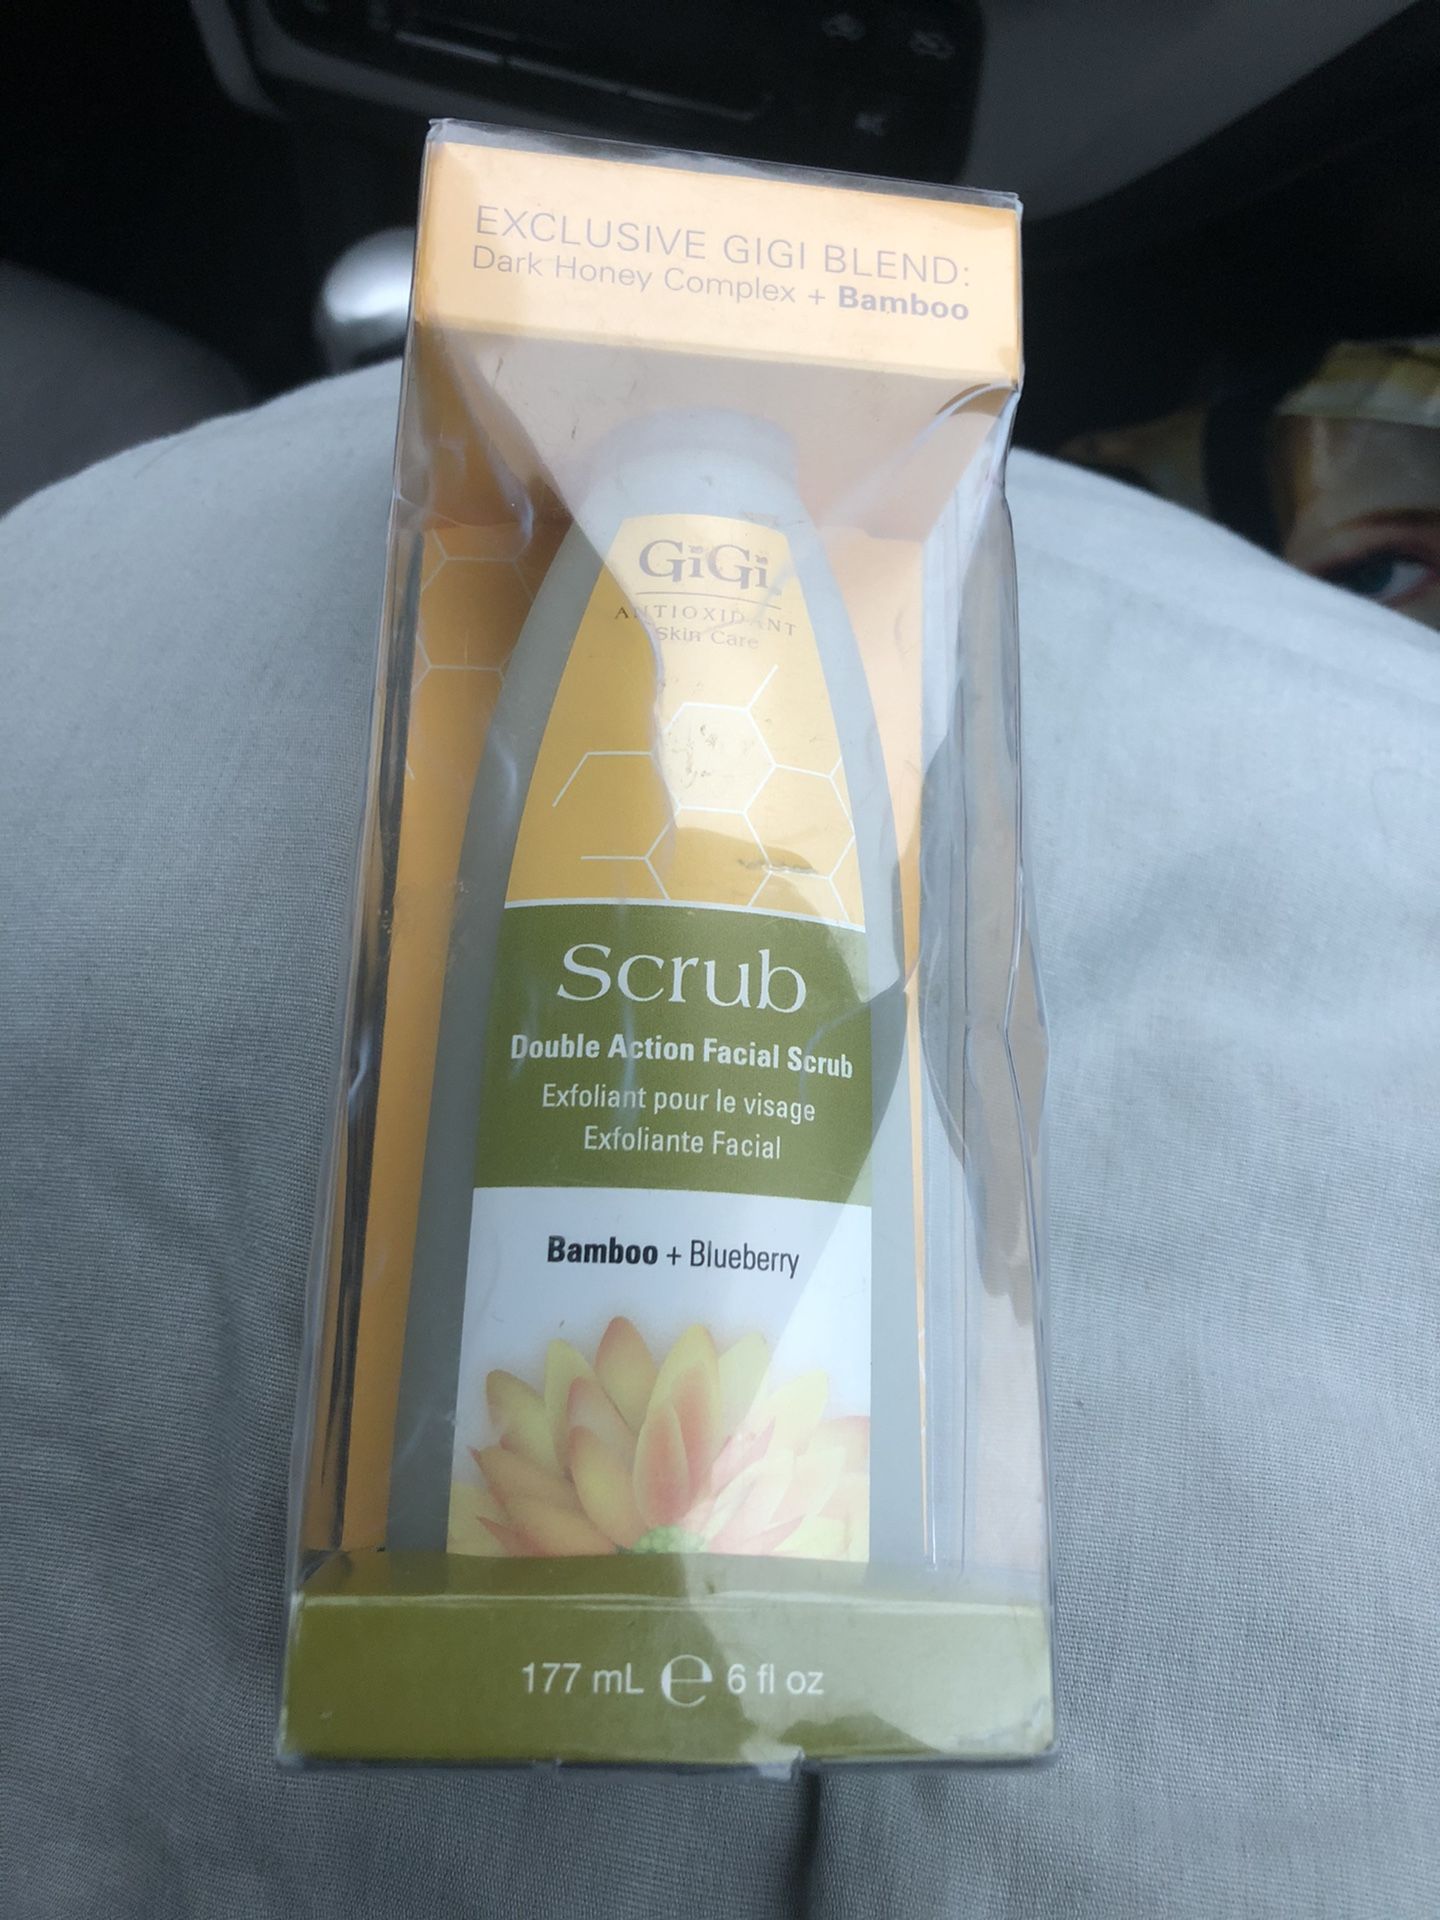 EXCLUSIVE GIGI BLEND:
Dark Honey Complex + Bamboo
GiGi
ANTIOXIDANT
Skin Care
Scrub
Double Action Facial Scrub
Exfoliant pour le visage
Exfoliante Facial
Bamboo + Blueberry
177 mL ℮ 6 fl oz